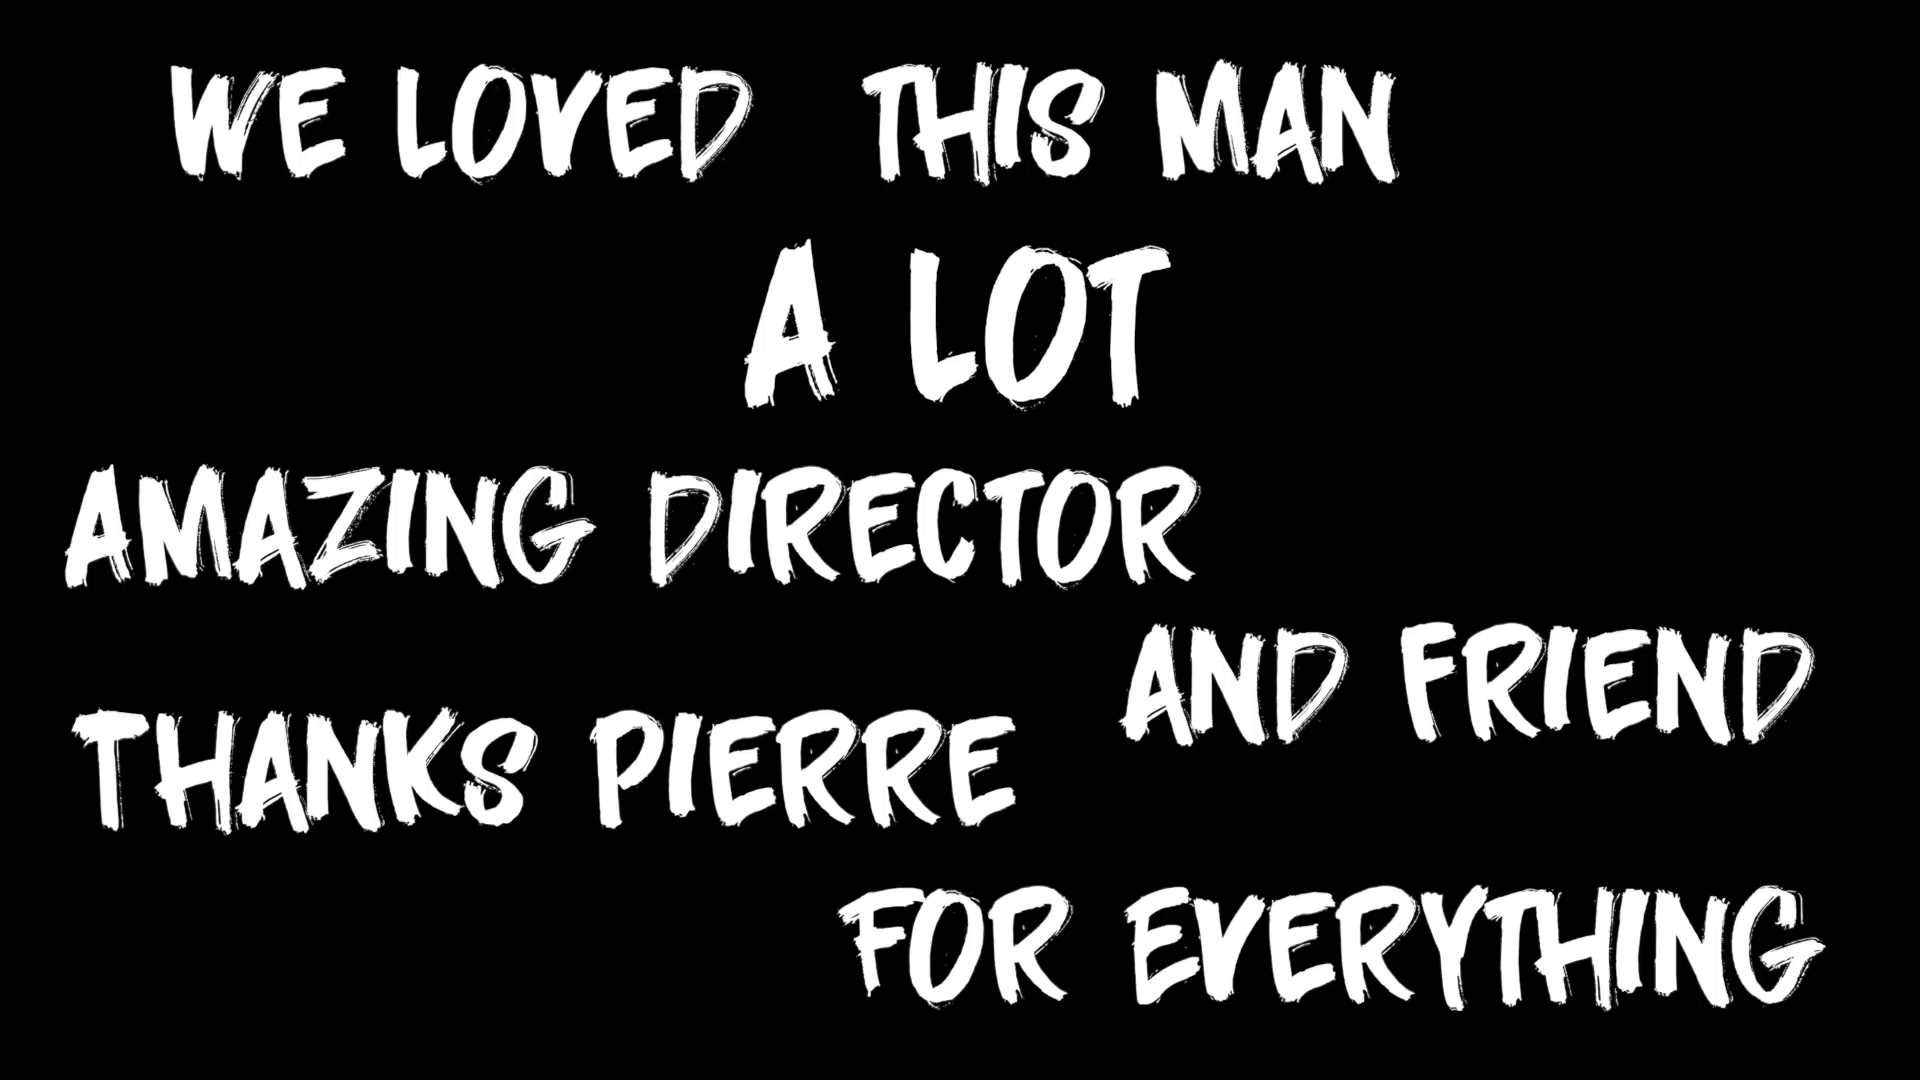 WE LOVED THIS MAN
A LOT
AMAZING DIRECTOR
AND FRIEND
THANKS PIERRE
FOR EVERYTHING